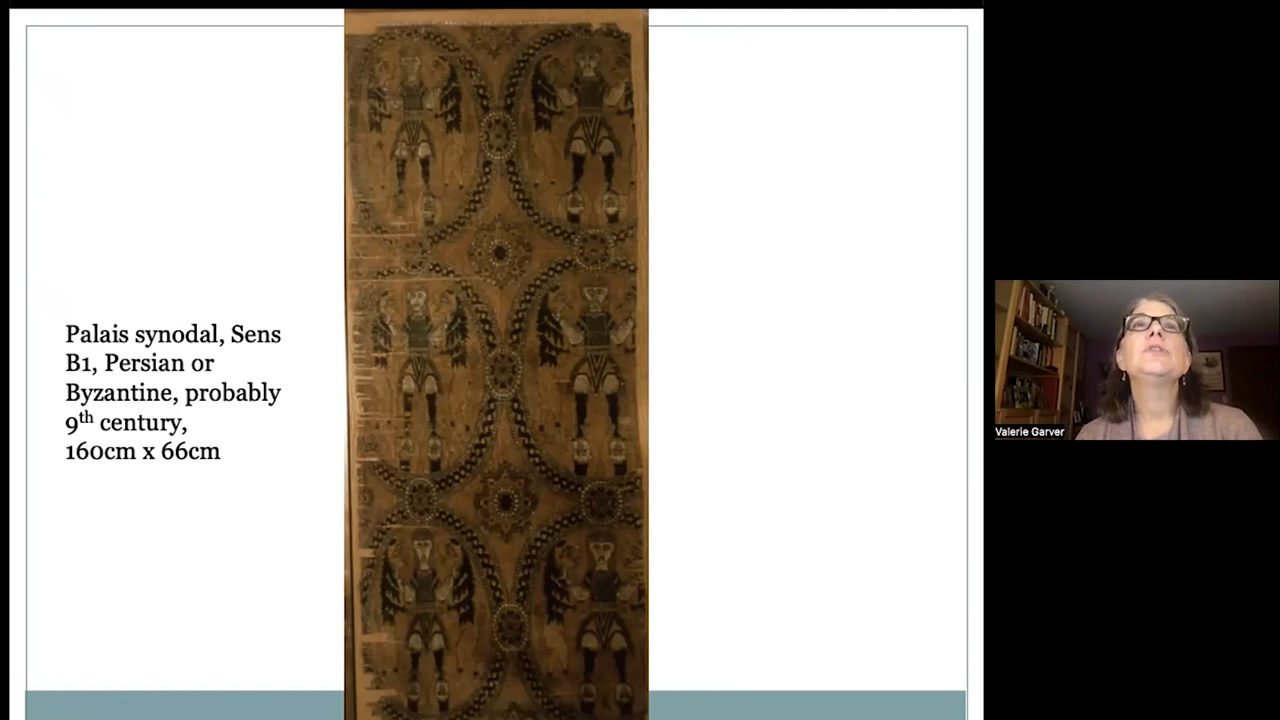 Palais synodal, Sens
B1, Persian or
Byzantine, probably
9th century,
160cm x 66cm
Valerie Garver